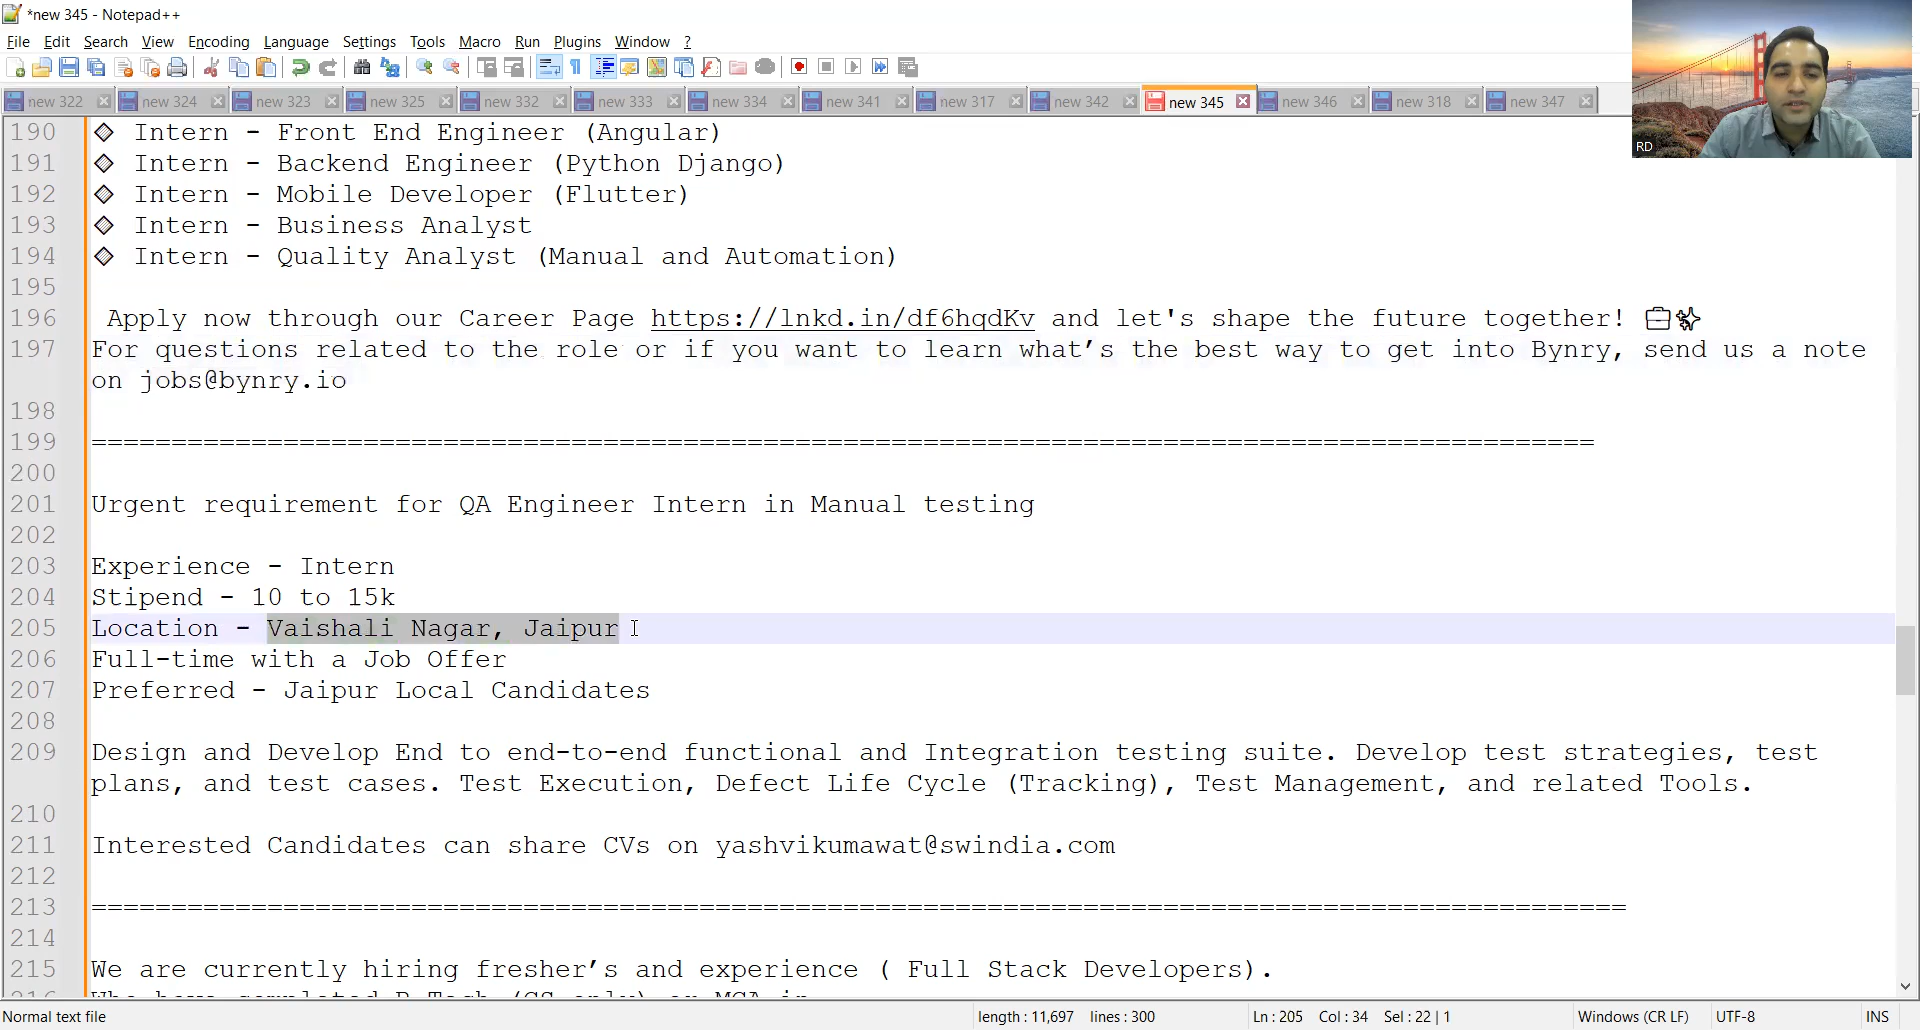 *new 345 - Notepad++
File Edit Search View Encoding Language Settings Tools Macro Run Plugins Window ?
new 322 new 324 new 323 new 325 new 332 new 333 new 334 new 341 new 317 new 342 new 345 new 346 new 318 new 347
RD
190 Intern - Front End Engineer (Angular)
191 Intern - Backend Engineer (Python Django)
192 Intern - Mobile Developer (Flutter)
193 Intern - Business Analyst
194 Intern - Quality Analyst (Manual and Automation)
195
196 Apply now through our Career Page https://lnkd.in/df6hqdKv and let's shape the future together!
197 For questions related to the role or if you want to learn what’s the best way to get into Bynry, send us a note
on jobs@bynry.io
198
199 ==============================================================================================
200
201 Urgent requirement for QA Engineer Intern in Manual testing
202
203 Experience - Intern
204 Stipend - 10 to 15k
205 Location - Vaishali Nagar, Jaipur
206 Full-time with a Job Offer
207 Preferred - Jaipur Local Candidates
208
209 Design and Develop End to end-to-end functional and Integration testing suite. Develop test strategies, test
plans, and test cases. Test Execution, Defect Life Cycle (Tracking), Test Management, and related Tools.
210
211 Interested Candidates can share CVs on yashvikumawat@swindia.com
212
213 ================================================================================================
214
215 We are currently hiring fresher’s and experience ( Full Stack Developers).
Normal text file length : 11,697 lines : 300 Ln : 205 Col : 34 Sel : 22 | 1 Windows (CR LF) UTF-8 INS